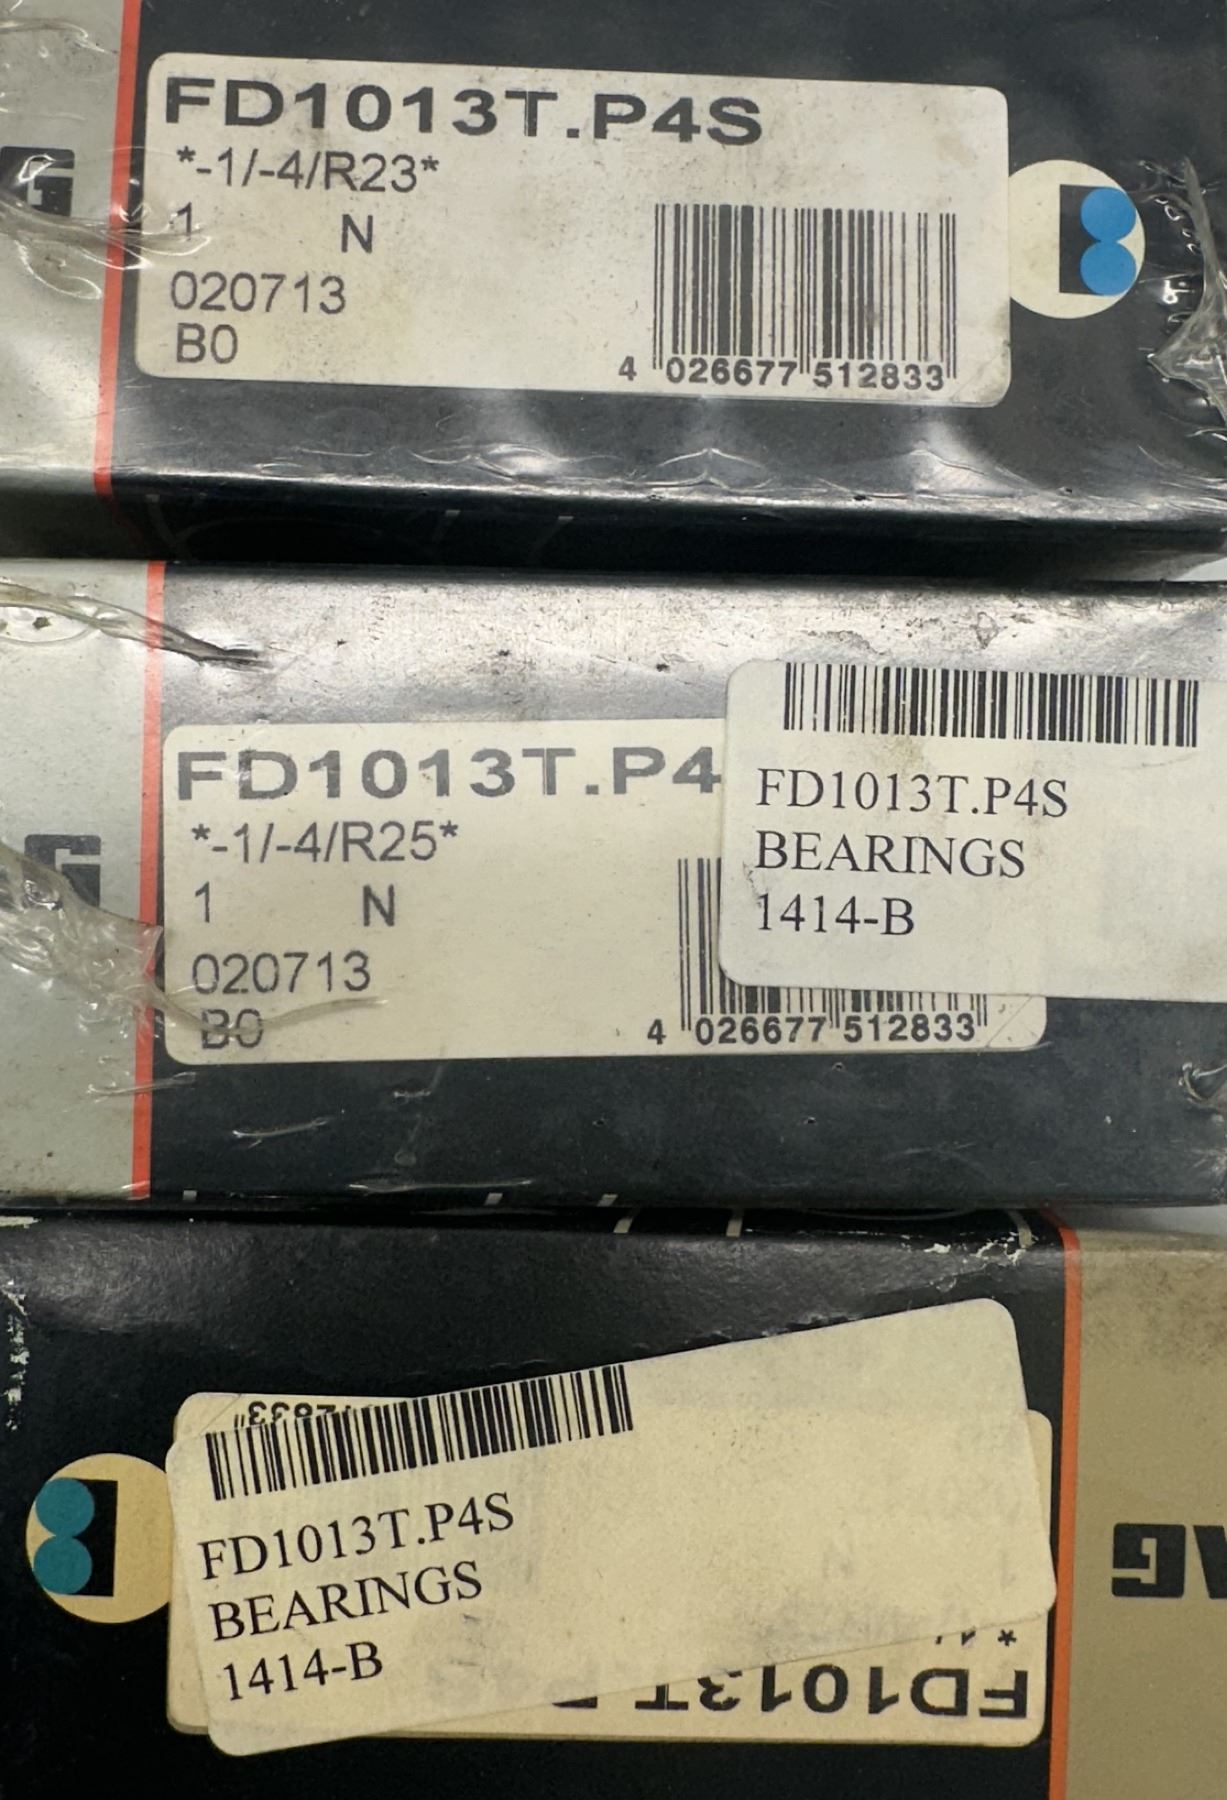 G
FD1013T.P4S
*-1/-4/R23*
1 N
020713
B0
4 026677 512833
G
FD1013T.P4
*-1/-4/R25*
1 N
020713
B0
4 026677 512833
FD1013T.P4S
BEARINGS
1414-B
FD1013T.P4S
BEARINGS
1414-B
FD1013T
AG